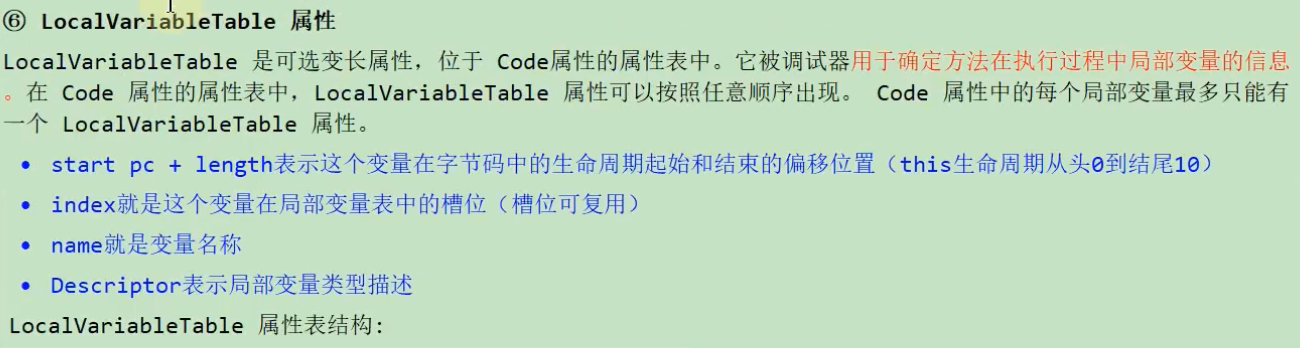 ⑥ LocalVariableTable 属性
LocalVariableTable 是可选变长属性，位于 Code属性的属性表中。它被调试器用于确定方法在执行过程中局部变量的信息
。在 Code 属性的属性表中，LocalVariableTable 属性可以按照任意顺序出现。 Code 属性中的每个局部变量最多只能有
一个 LocalVariableTable 属性。
• start pc + length表示这个变量在字节码中的生命周期起始和结束的偏移位置（this生命周期从头0到结尾10）
• index就是这个变量在局部变量表中的槽位（槽位可复用）
• name就是变量名称
• Descriptor表示局部变量类型描述
LocalVariableTable 属性表结构: